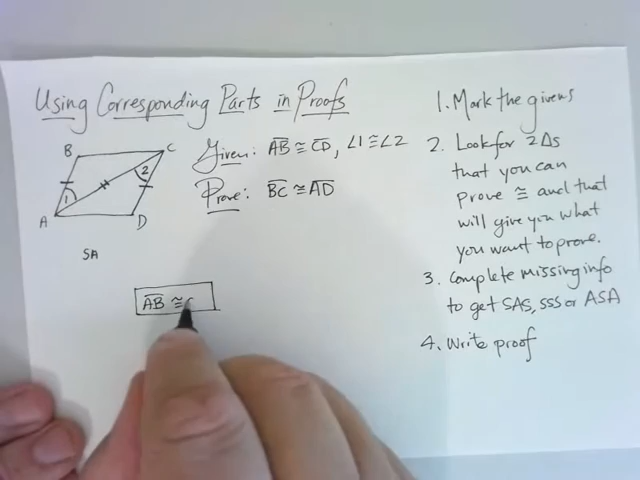 Using Corresponding Parts in Proofs
B
C
A
D
1
2
SA
Given: AB ≅ CD, ∠1 ≅ ∠2
Prove: BC ≅ AD
AB ≅ C
1. Mark the givens
2. Look for 2 Δs
that you can
prove ≅ and that
will give you what
you want to prove.
3. Complete missing info
to get SAS, SSS or ASA
4. Write proof